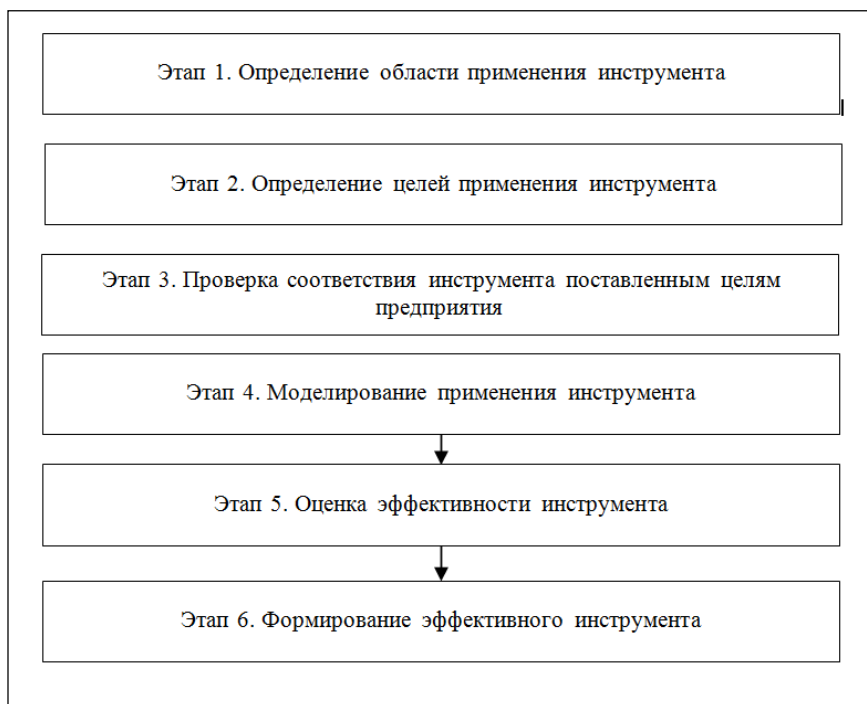 Этап 1. Определение области применения инструмента
Этап 2. Определение целей применения инструмента
Этап 3. Проверка соответствия инструмента поставленным целям
предприятия
Этап 4. Моделирование применения инструмента
Этап 5. Оценка эффективности инструмента
Этап 6. Формирование эффективного инструмента